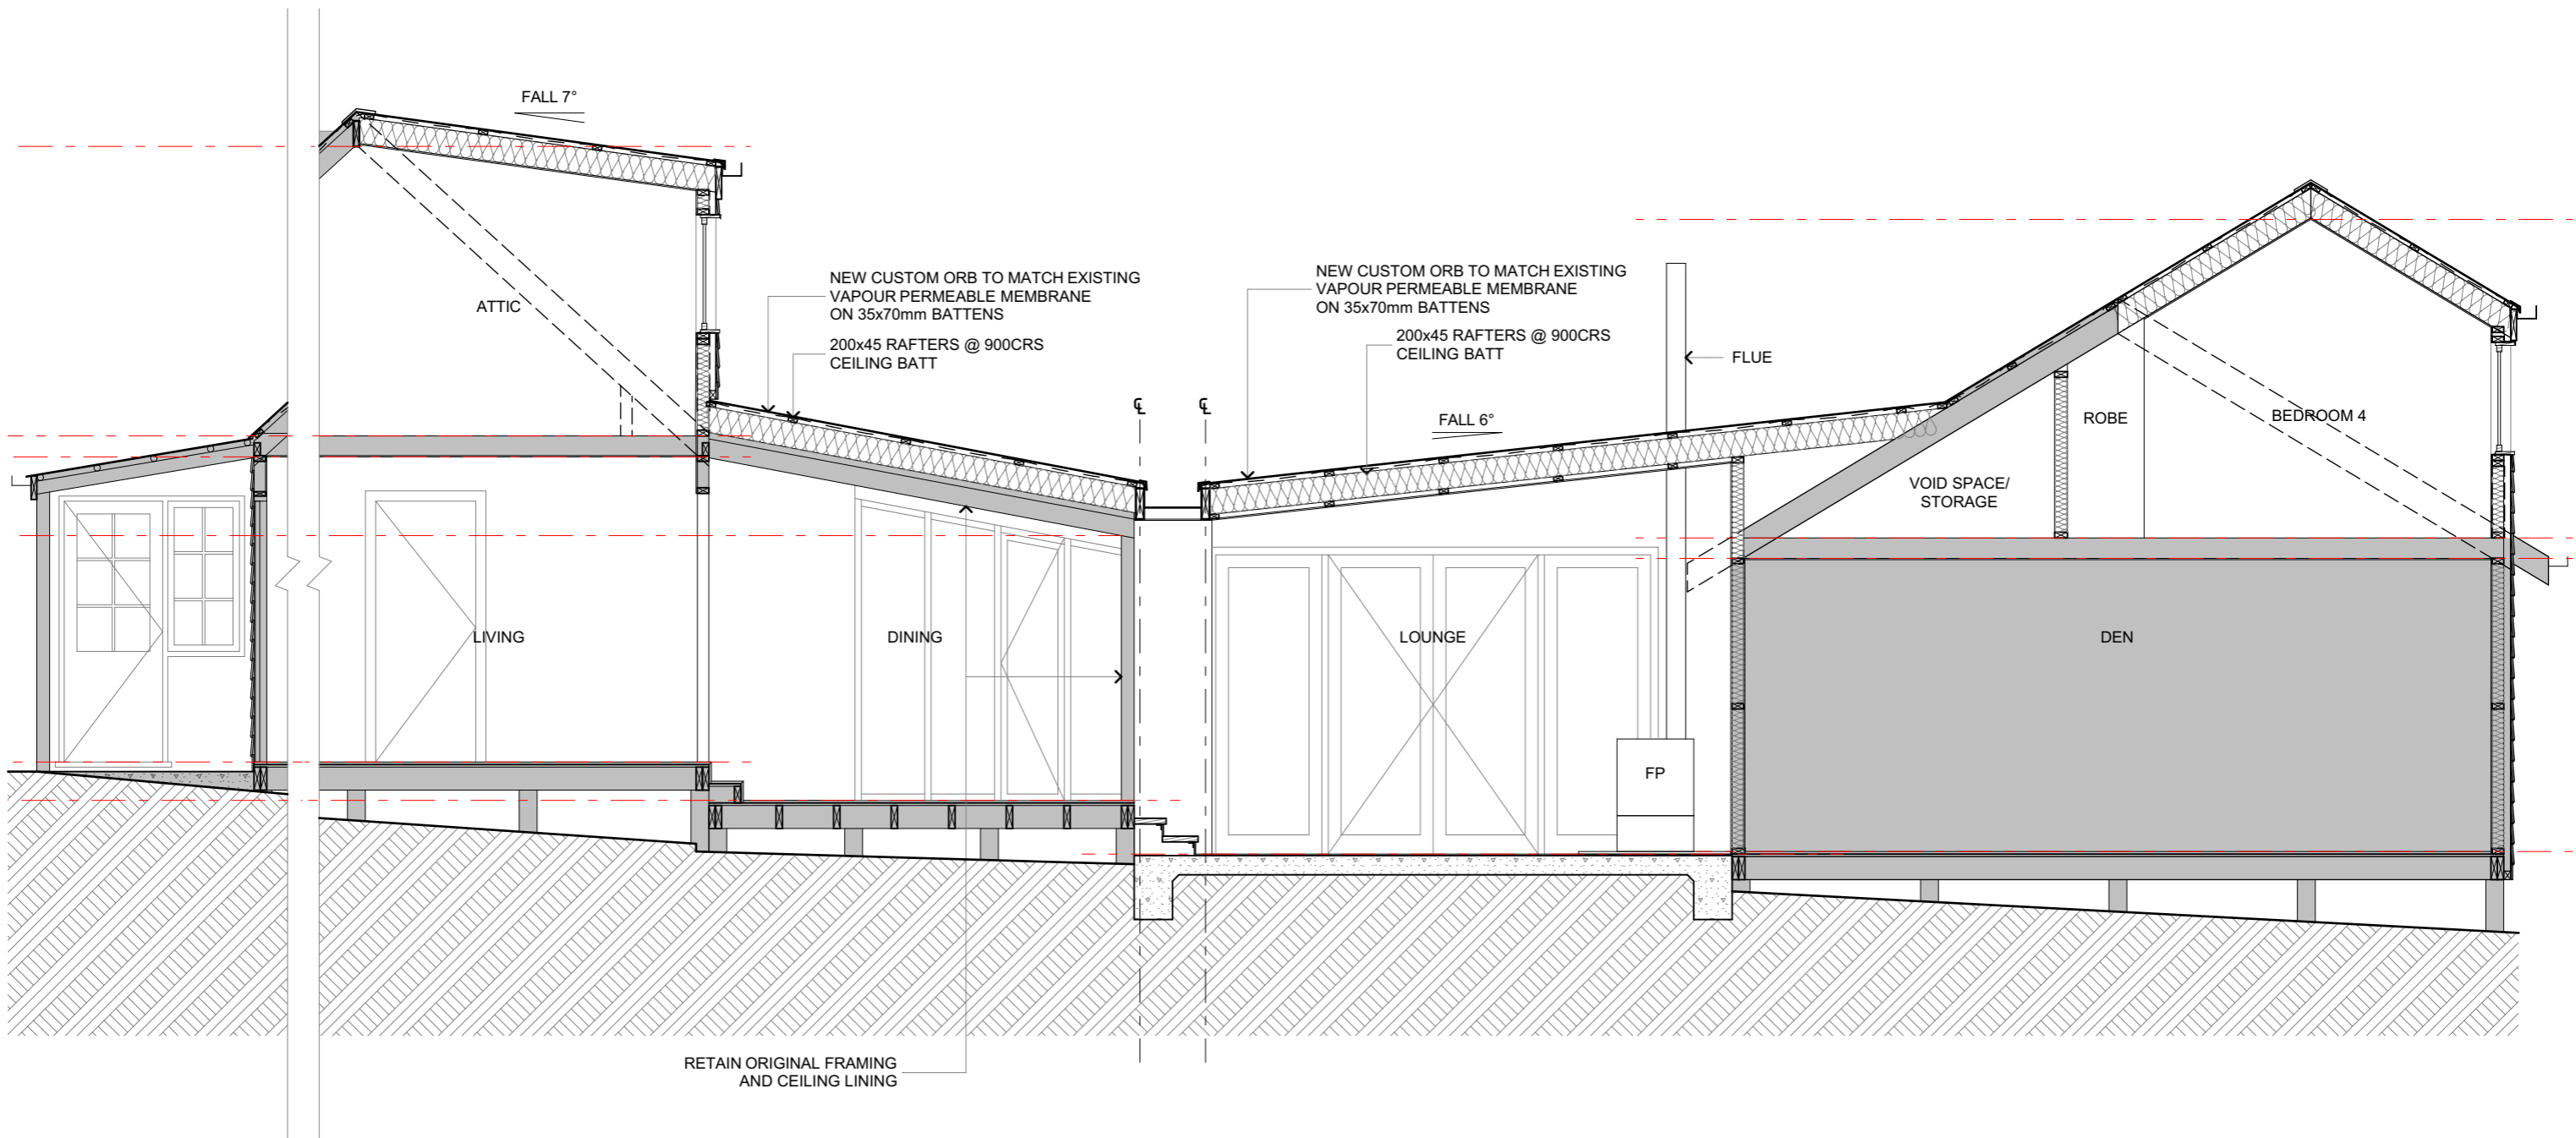 FALL 7°
ATTIC
NEW CUSTOM ORB TO MATCH EXISTING
VAPOUR PERMEABLE MEMBRANE
ON 35x70mm BATTENS
200x45 RAFTERS @ 900CRS
CEILING BATT
NEW CUSTOM ORB TO MATCH EXISTING
VAPOUR PERMEABLE MEMBRANE
ON 35x70mm BATTENS
200x45 RAFTERS @ 900CRS
CEILING BATT
FLUE
℄
℄
FALL 6°
ROBE
BEDROOM 4
VOID SPACE/
STORAGE
LIVING
DINING
LOUNGE
DEN
FP
RETAIN ORIGINAL FRAMING
AND CEILING LINING